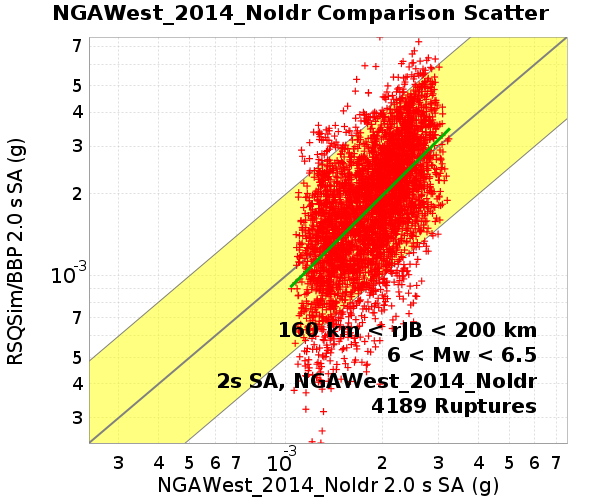 NGAWest_2014_NoIdr Comparison Scatter
7
5
4
3
2
10-3
7
5
4
3
RSQSim/BBP 2.0 s SA (g)
160 km < rJB < 200 km
6 < Mw < 6.5
2s SA, NGAWest_2014_NoIdr
4189 Ruptures
3 4 5 6 7 10-3 2 3 4 5 6 7
NGAWest_2014_NoIdr 2.0 s SA (g)